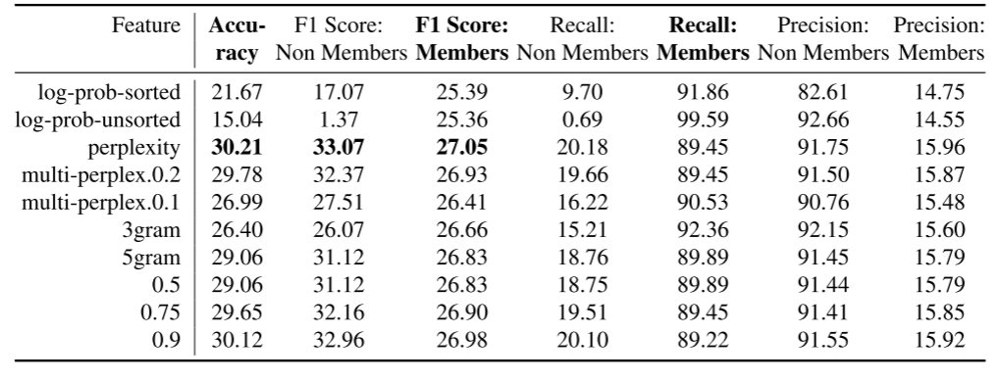 Feature Accu- F1 Score: F1 Score: Recall: Recall: Precision: Precision:
racy Non Members Members Non Members Members Non Members Members
log-prob-sorted 21.67 17.07 25.39 9.70 91.86 82.61 14.75
log-prob-unsorted 15.04 1.37 25.36 0.69 99.59 92.66 14.55
perplexity 30.21 33.07 27.05 20.18 89.45 91.75 15.96
multi-perplex.0.2 29.78 32.37 26.93 19.66 89.45 91.50 15.87
multi-perplex.0.1 26.99 27.51 26.41 16.22 90.53 90.76 15.48
3gram 26.40 26.07 26.66 15.21 92.36 92.15 15.60
5gram 29.06 31.12 26.83 18.76 89.89 91.45 15.79
0.5 29.06 31.12 26.83 18.75 89.89 91.44 15.79
0.75 29.65 32.16 26.90 19.51 89.45 91.41 15.85
0.9 30.12 32.96 26.98 20.10 89.22 91.55 15.92